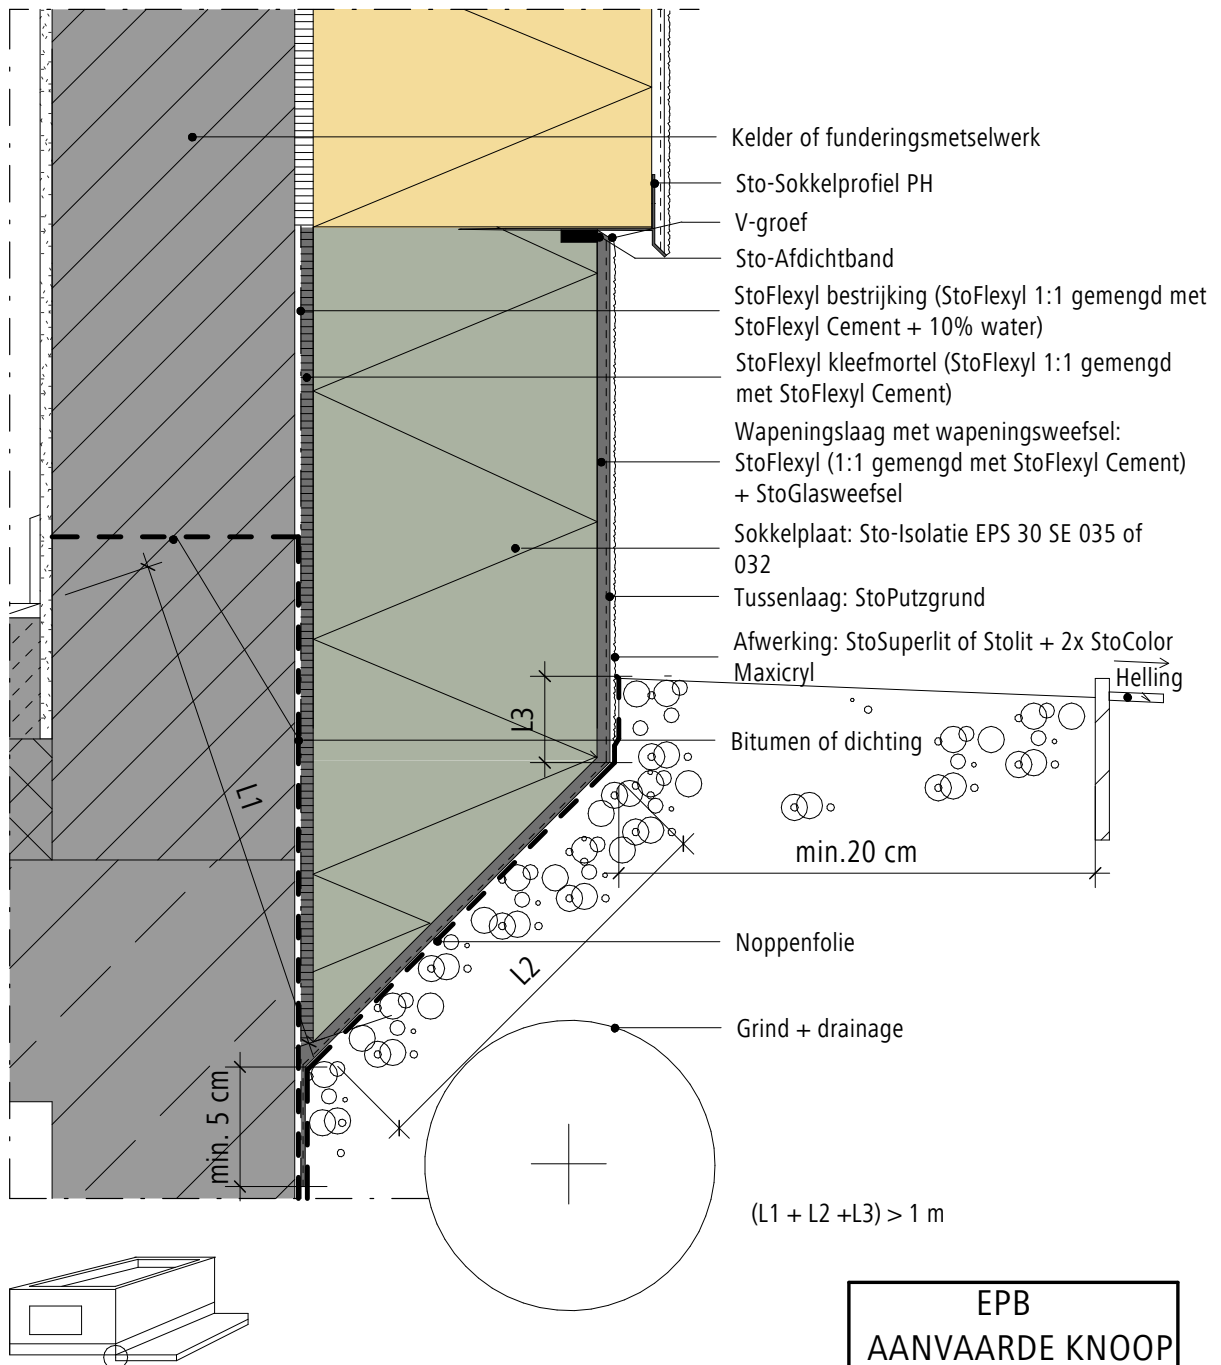 Kelder of funderingsmetselwerk
Sto-Sokkelprofiel PH
V-groef
Sto-Afdichtband
StoFlexyl bestrijking (StoFlexyl 1:1 gemengd met
StoFlexyl Cement + 10% water)
StoFlexyl kleefmortel (StoFlexyl 1:1 gemengd
met StoFlexyl Cement)
Wapeningslaag met wapeningsweefsel:
StoFlexyl (1:1 gemengd met StoFlexyl Cement)
+ StoGlasweefsel
Sokkelplaat: Sto-Isolatie EPS 30 SE 035 of
032
Tussenlaag: StoPutzgrund
Afwerking: StoSuperlit of Stolit + 2x StoColor
Maxicryl
Helling
L3
Bitumen of dichting
L1
min.20 cm
Noppenfolie
L2
Grind + drainage
min. 5 cm
(L1 + L2 +L3) > 1 m
EPB
AANVAARDE KNOOP